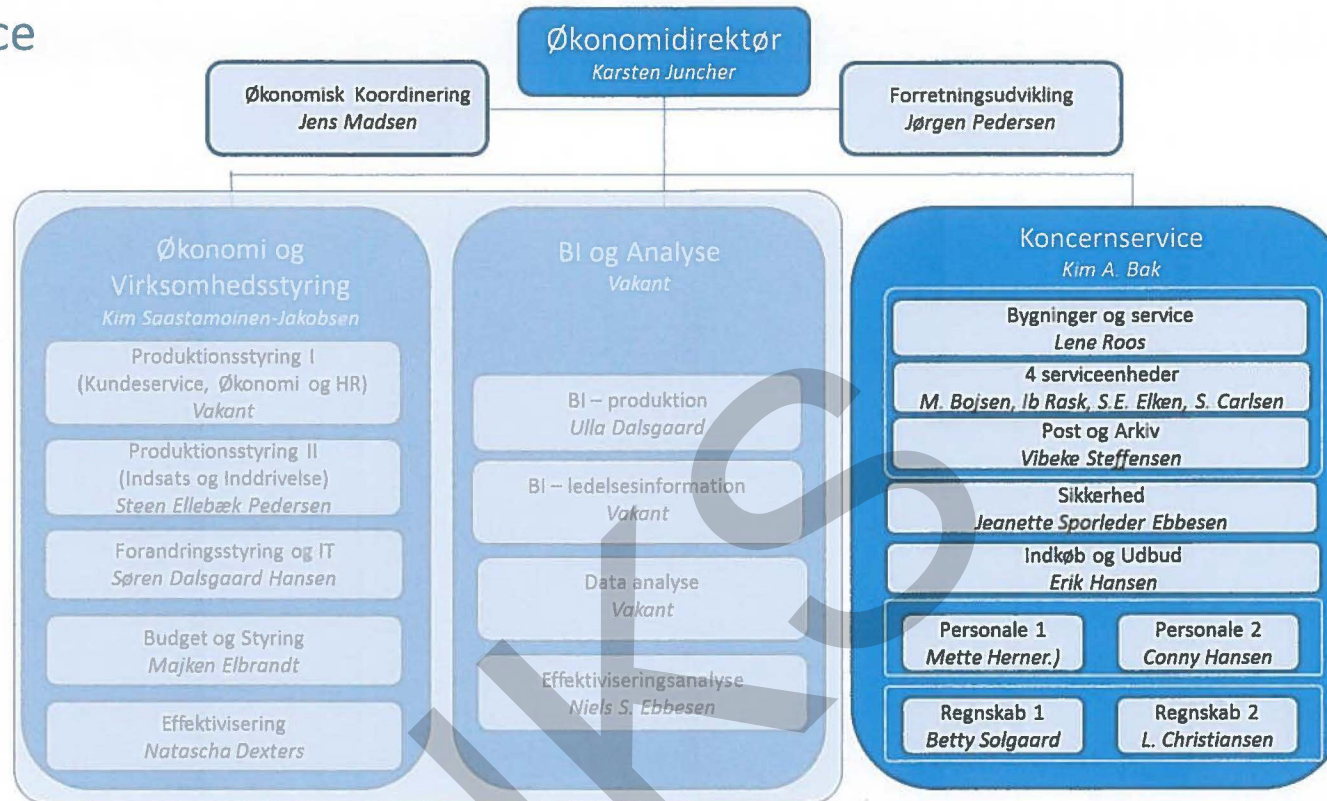 ce
Økonomidirektør
Karsten Juncher
Økonomisk Koordinering
Jens Madsen
Forretningsudvikling
Jørgen Pedersen
Økonomi og
Virksomhedsstyring
Kim Saastamoinen-Jakobsen
Produktionsstyring I
(Kundeservice, Økonomi og HR)
Vakant
Produktionsstyring II
(Indsats og Inddrivelse)
Steen Ellebæk Pedersen
Forandringsstyring og IT
Søren Dalsgaard Hansen
Budget og Styring
Majken Elbrandt
Effektivisering
Natascha Dexters
BI og Analyse
Vakant
BI – produktion
Ulla Dalsgaard
BI – ledelsesinformation
Vakant
Data analyse
Vakant
Effektiviseringsanalyse
Niels S. Ebbesen
Koncernservice
Kim A. Bak
Bygninger og service
Lene Roos
4 serviceenheder
M. Bojsen, Ib Rask, S.E. Elken, S. Carlsen
Post og Arkiv
Vibeke Steffensen
Sikkerhed
Jeanette Sporleder Ebbesen
Indkøb og Udbud
Erik Hansen
Personale 1
Mette Herner.)
Personale 2
Conny Hansen
Regnskab 1
Betty Solgaard
Regnskab 2
L. Christiansen